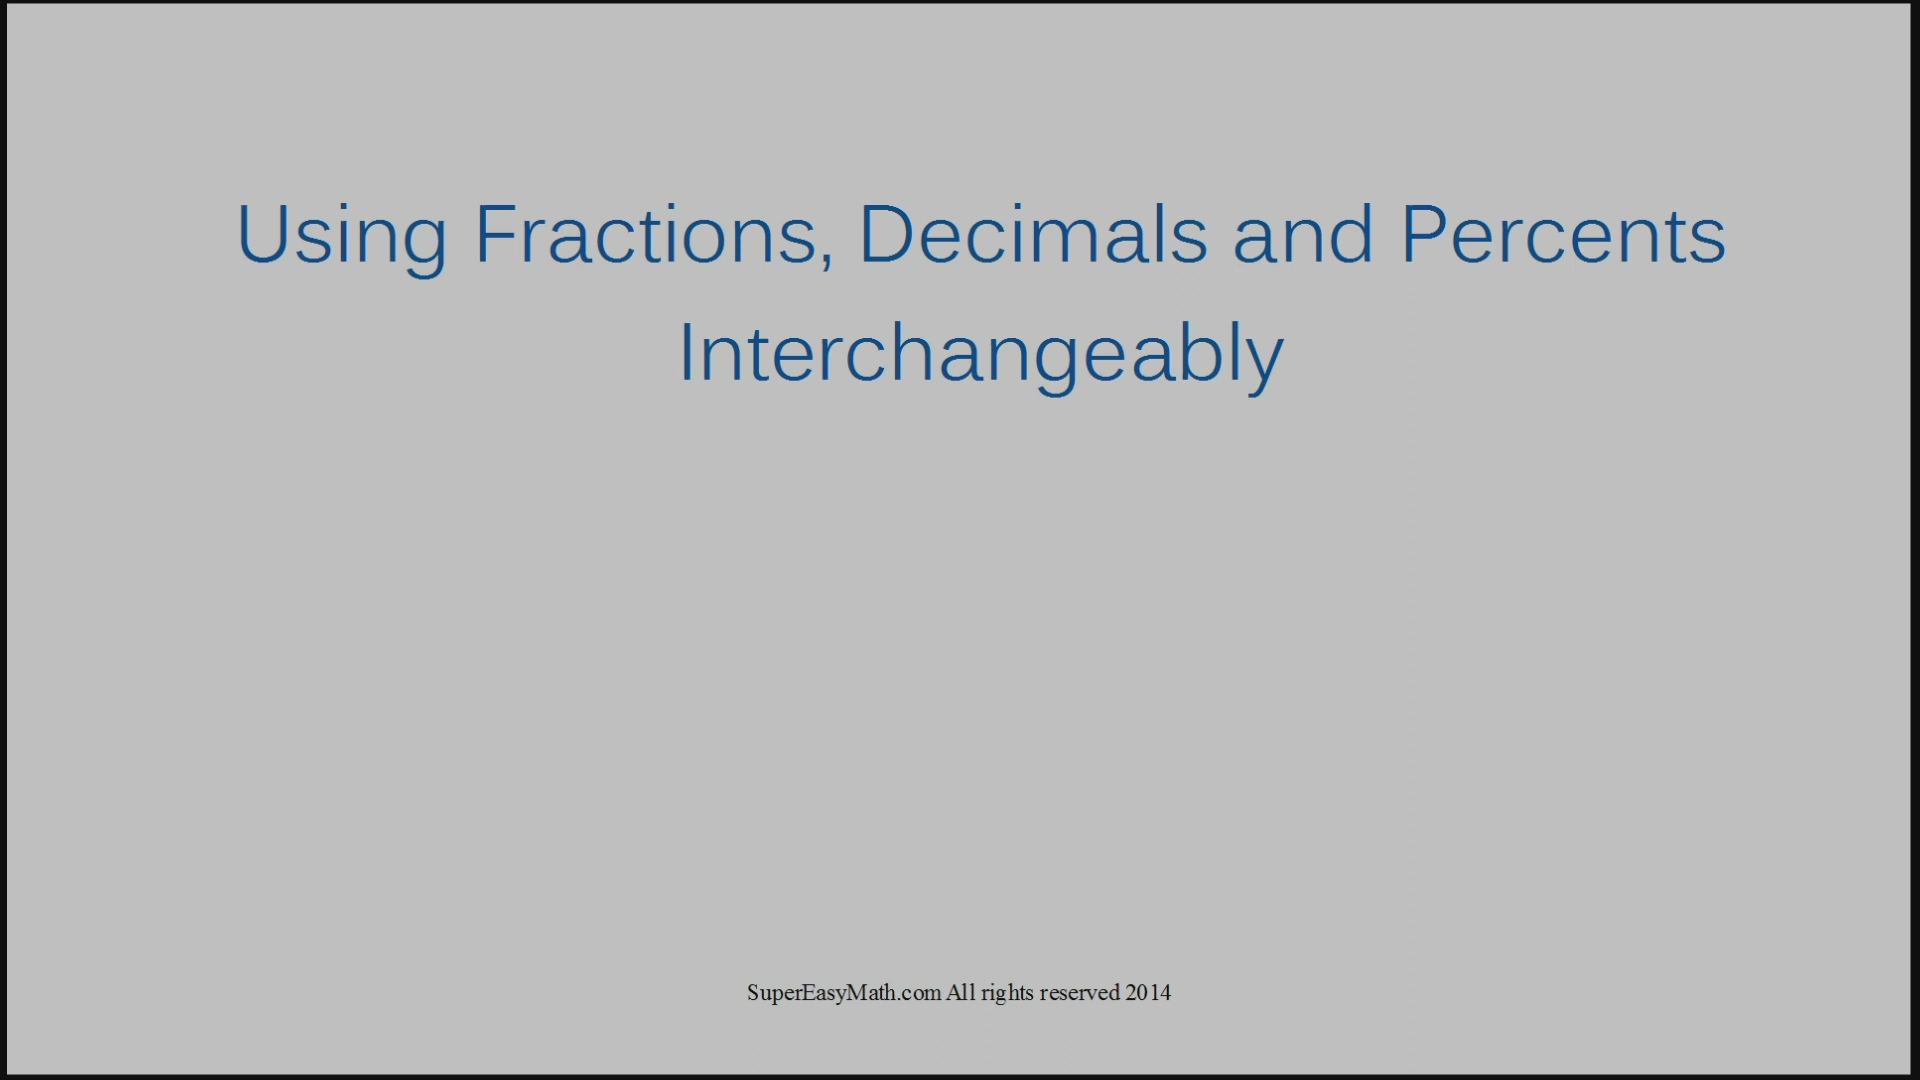 Using Fractions, Decimals and Percents
Interchangeably
SuperEasyMath.com All rights reserved 2014